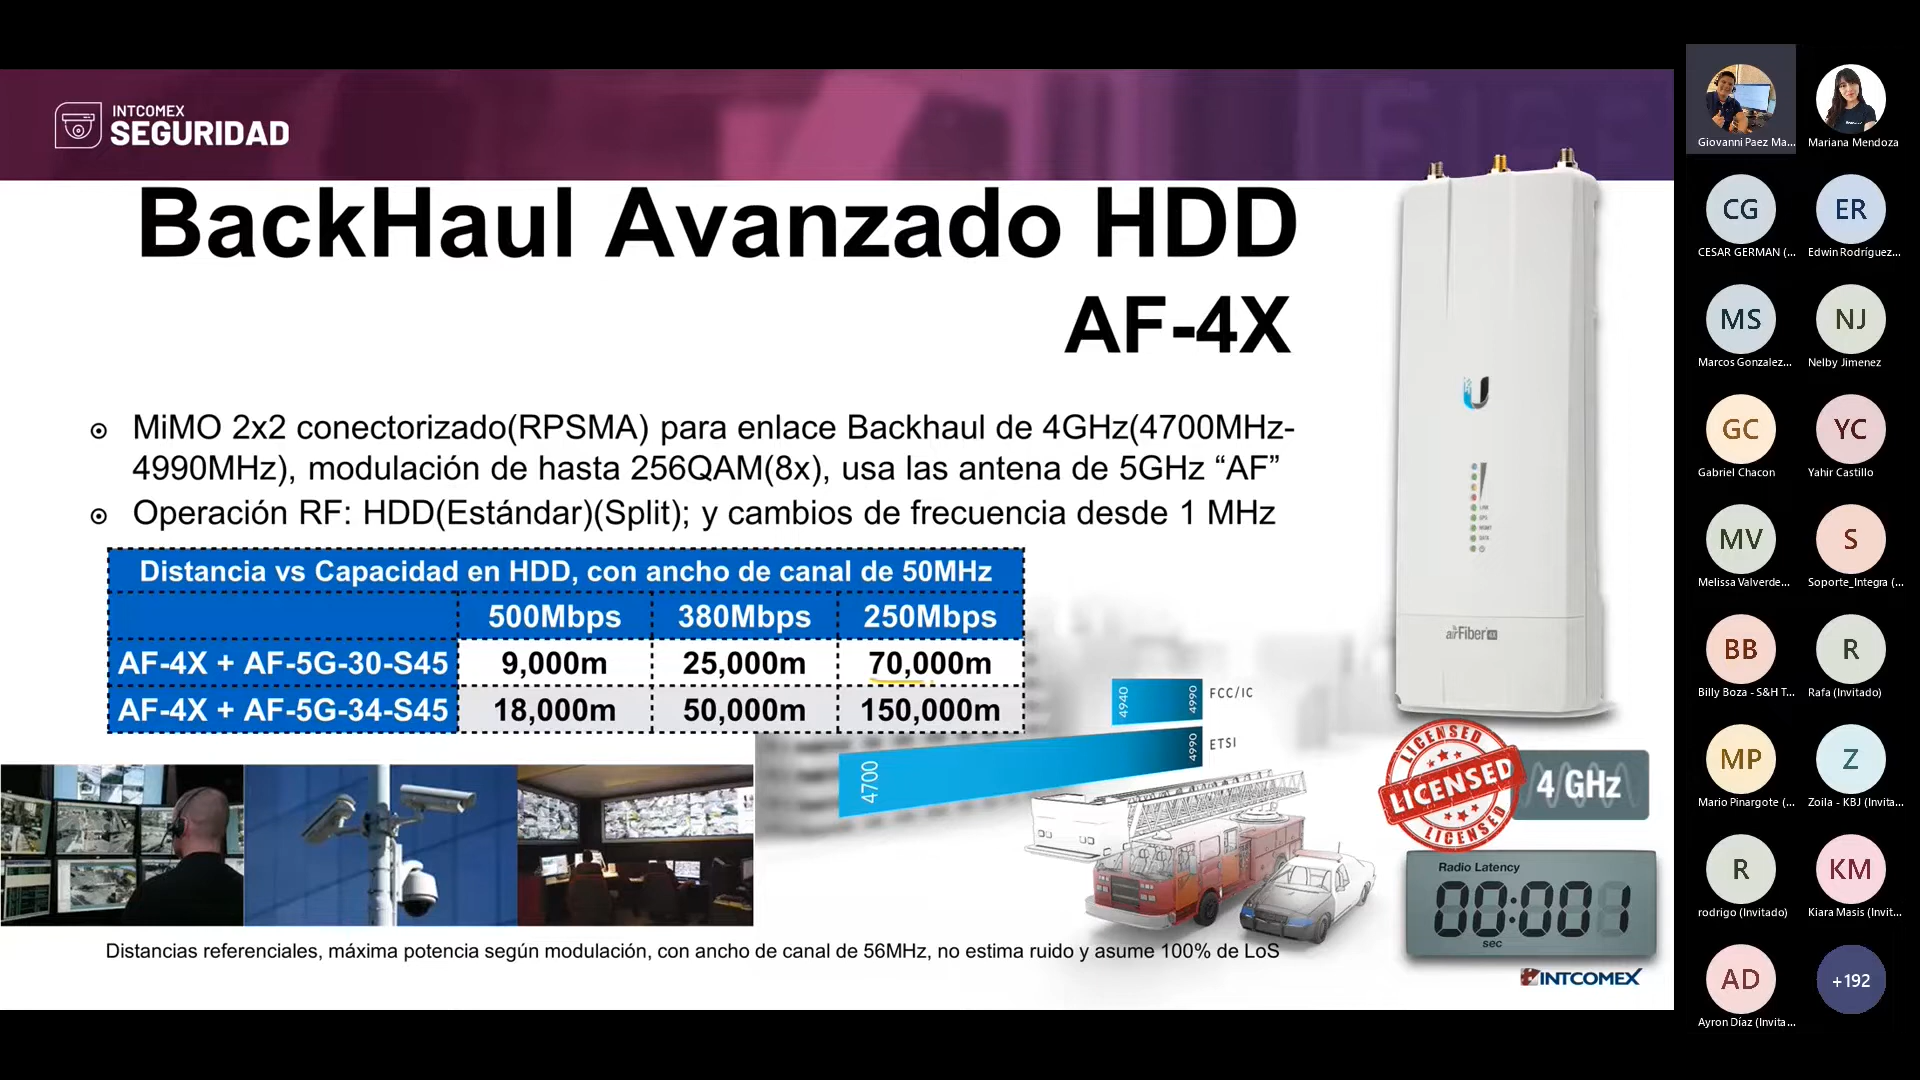 INTCOMEX
SEGURIDAD
BackHaul Avanzado HDD
AF-4X
MiMO 2x2 conectorizado(RPSMA) para enlace Backhaul de 4GHz(4700MHz-
4990MHz), modulación de hasta 256QAM(8x), usa las antena de 5GHz “AF”
Operación RF: HDD(Estándar)(Split); y cambios de frecuencia desde 1 MHz
Distancia vs Capacidad en HDD, con ancho de canal de 50MHz
500Mbps 380Mbps 250Mbps
AF-4X + AF-5G-30-S45 9,000m 25,000m 70,000m
AF-4X + AF-5G-34-S45 18,000m 50,000m 150,000m
4940 4990 FCC/IC
4700 4990 ETSI
airFiber 4X
LICENSED
LICENSED
LICENSED
4 GHz
Radio Latency
00:00 1
sec
Distancias referenciales, máxima potencia según modulación, con ancho de canal de 56MHz, no estima ruido y asume 100% de LoS
INTCOMEX
Giovanni Paez Ma...
Mariana Mendoza
CG
CESAR GERMAN (...
ER
Edwin Rodríguez...
MS
Marcos Gonzalez...
NJ
Nelby Jimenez
GC
Gabriel Chacon
YC
Yahir Castillo
MV
Melissa Valverde...
S
Soporte_Integra (...
BB
Billy Boza - S&H T...
R
Rafa (Invitado)
MP
Mario Pinargote (...
Z
Zoila - KBJ (Invita...
R
rodrigo (Invitado)
KM
Kiara Masis (Invit...
AD
Ayron Díaz (Invita...
+192